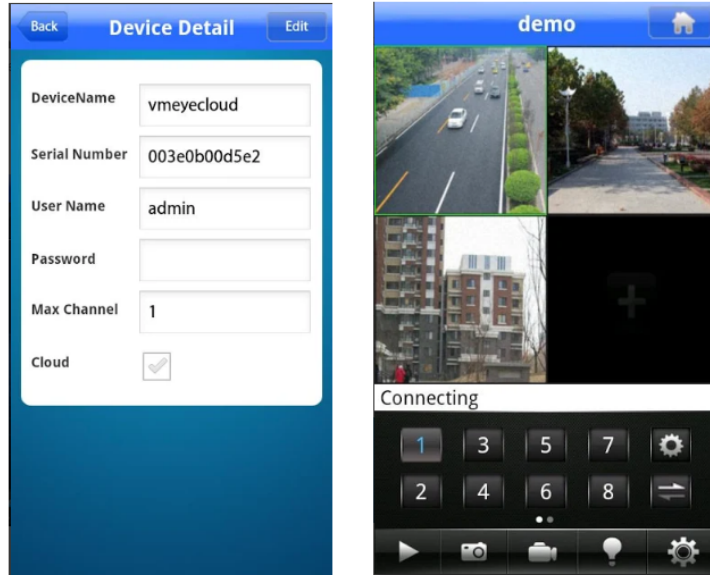 Back
Device Detail
Edit
DeviceName
vmeyecloud
Serial Number
003e0b00d5e2
User Name
admin
Password
Max Channel
1
Cloud
demo
Connecting
1 3 5 7
2 4 6 8